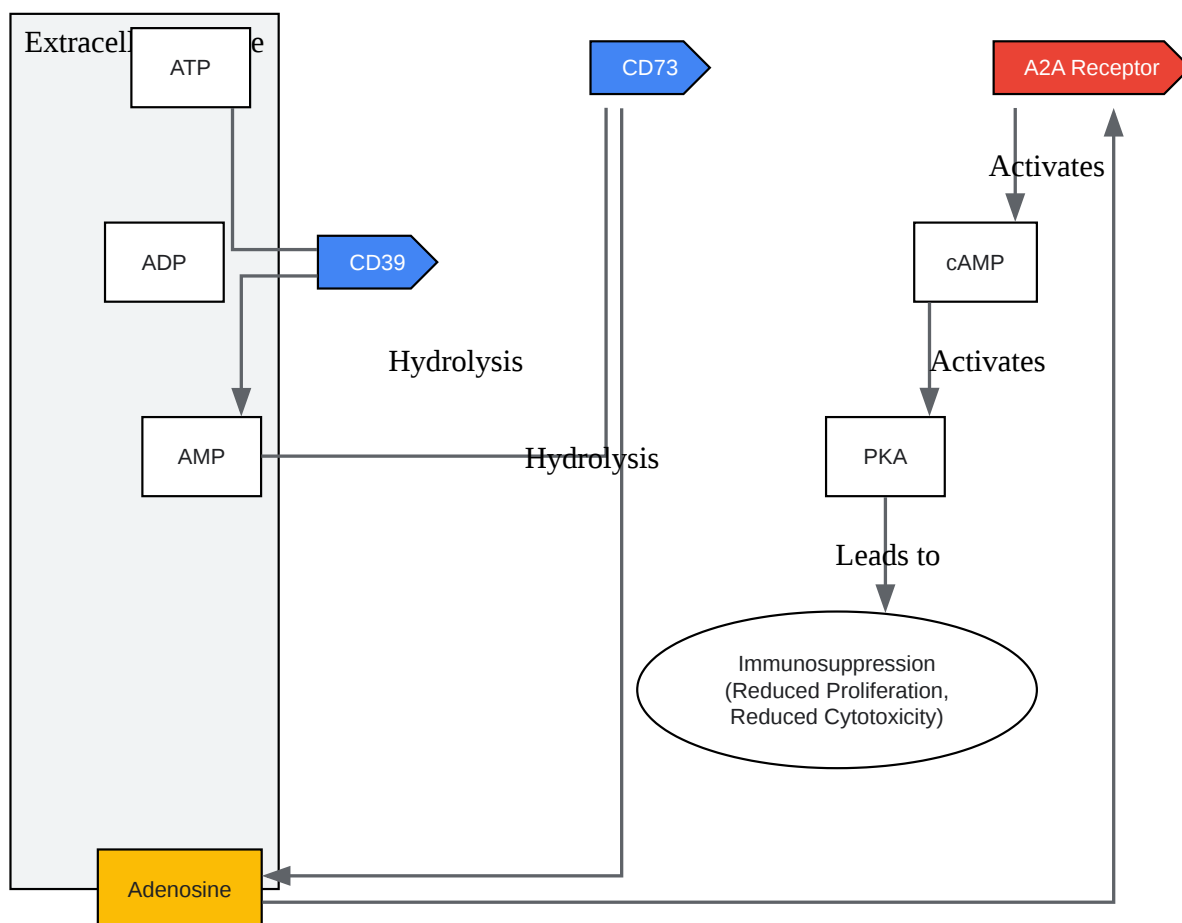 ATP
CD73
A2A Receptor
Activates
ADP
CD39
cAMP
Hydrolysis
Activates
AMP
Hydrolysis
PKA
Leads to
Immunosuppression
(Reduced Proliferation,
Reduced Cytotoxicity)
Adenosine